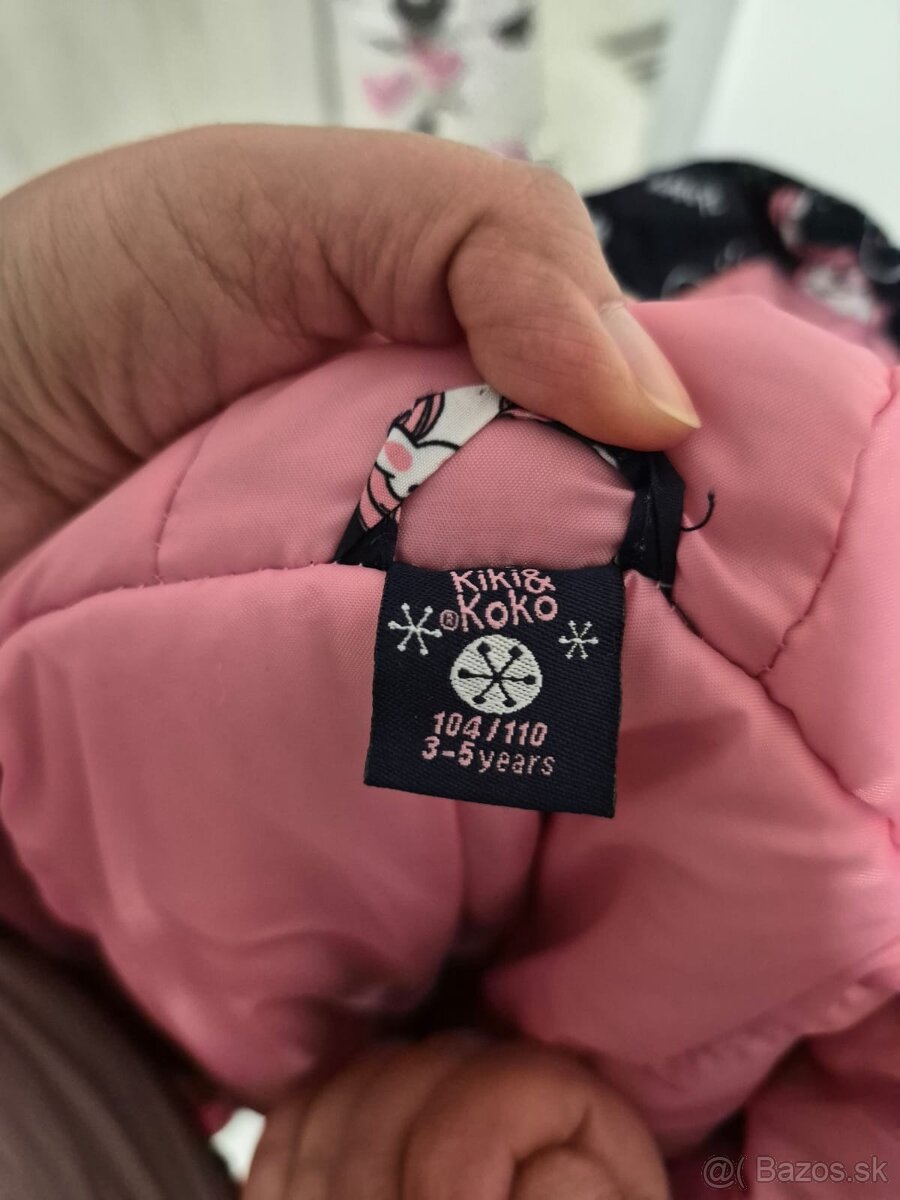 Kiki&
®Koko
104/110
3-5years
@( Bazos.sk